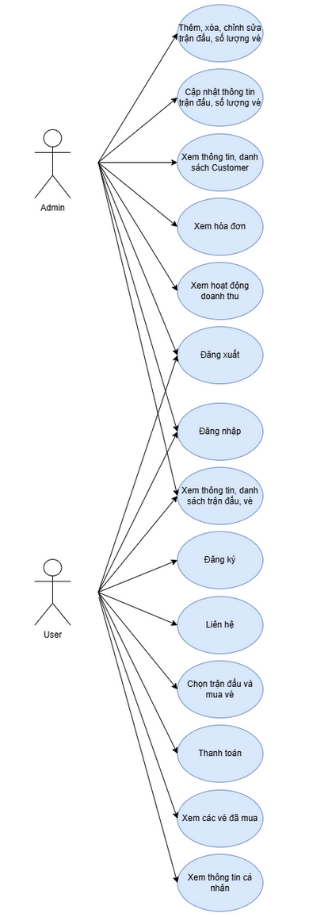 Thêm, xóa, chỉnh sửa
trận đấu, số lượng vé
Cập nhật thông tin
trận đấu, số lượng vé
Xem thông tin, danh
sách Customer
Admin
Xem hóa đơn
Xem hoạt động
doanh thu
Đăng xuất
Đăng nhập
Xem thông tin, danh
sách trận đấu, vé
Đăng ký
User
Liên hệ
Chọn trận đấu và
mua vé
Thanh toán
Xem các vé đã mua
Xem thông tin cá
nhân